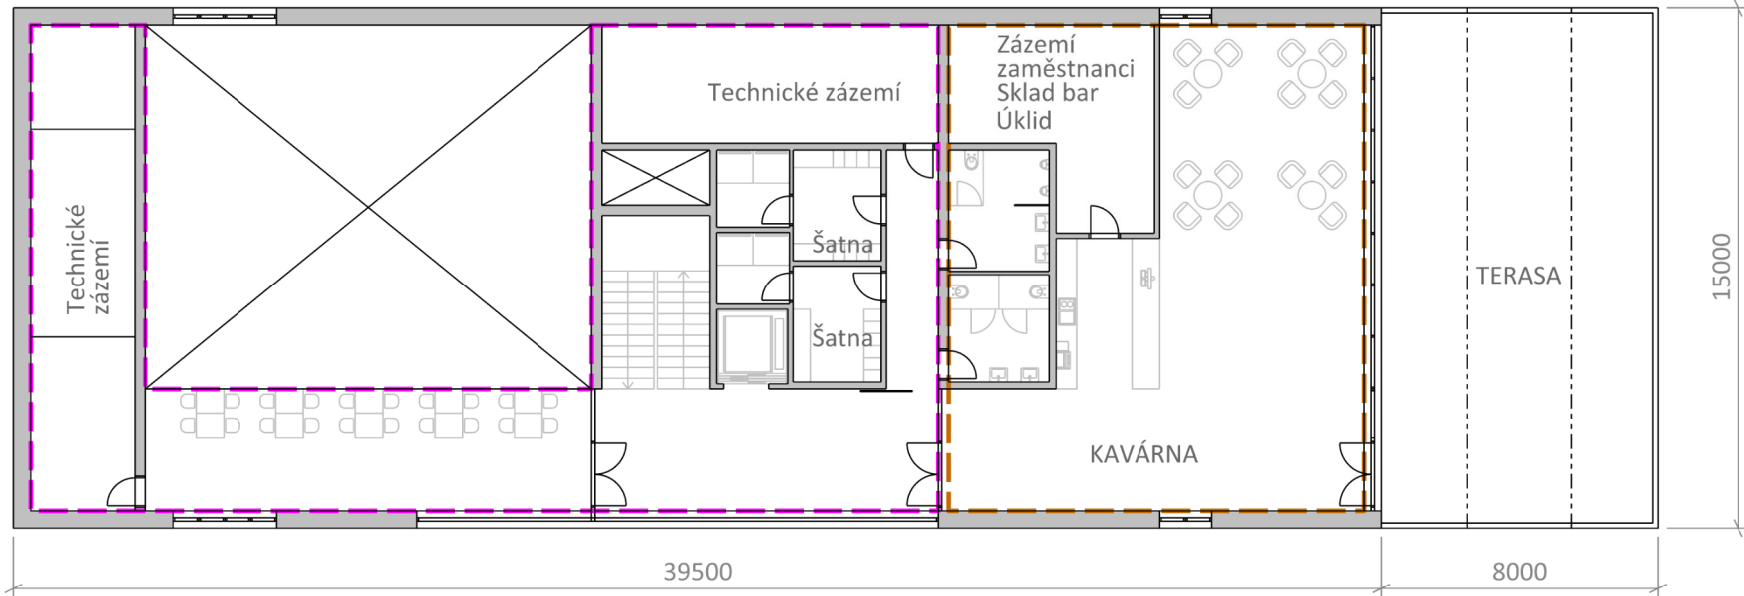 Zázemí
zaměstnanci
Sklad bar
Úklid
Technické zázemí
Technické
zázemí
Šatna
Šatna
TERASA
KAVÁRNA
15000
39500
8000